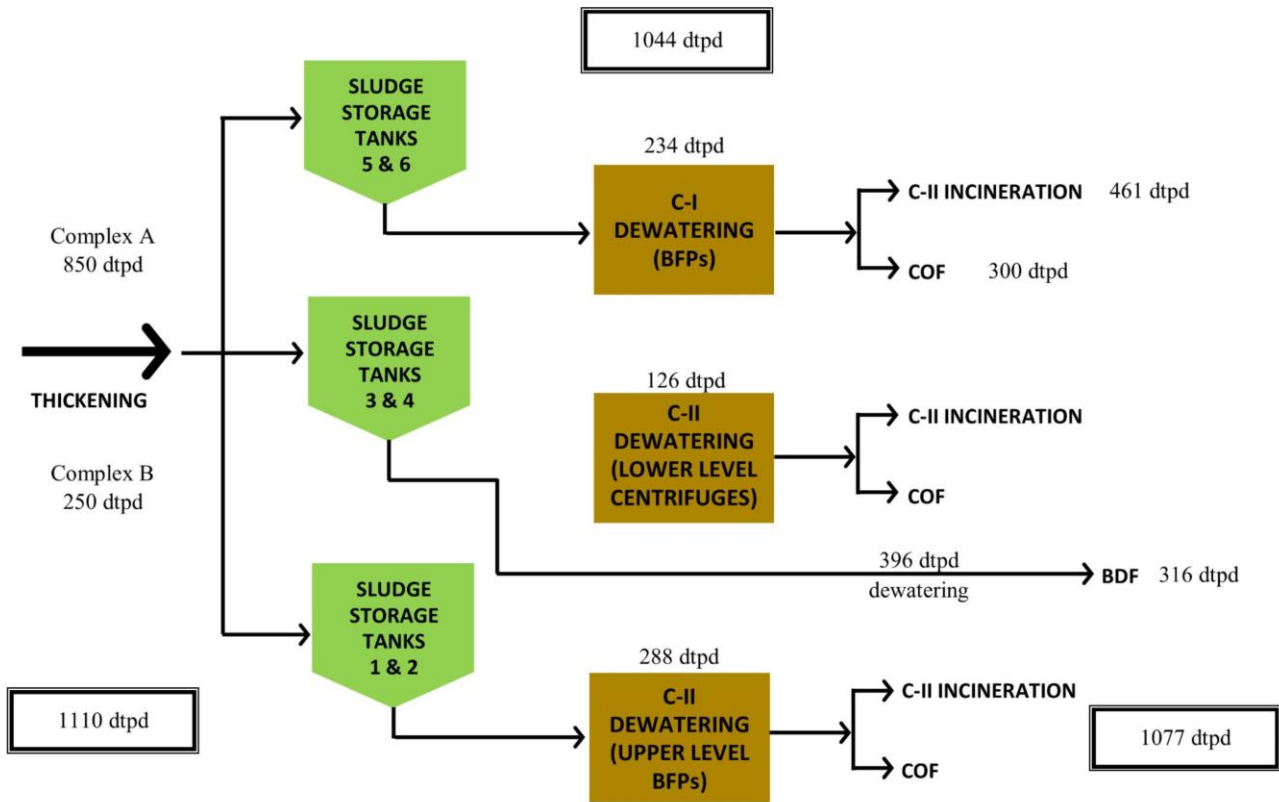 1044 dtpd
SLUDGE
STORAGE
TANKS
5 & 6
234 dtpd
C-I
DEWATERING
(BFPs)
C-II INCINERATION 461 dtpd
COF 300 dtpd
Complex A
850 dtpd
THICKENING
Complex B
250 dtpd
SLUDGE
STORAGE
TANKS
3 & 4
126 dtpd
C-II
DEWATERING
(LOWER LEVEL
CENTRIFUGES)
C-II INCINERATION
COF
396 dtpd
dewatering
BDF 316 dtpd
SLUDGE
STORAGE
TANKS
1 & 2
288 dtpd
C-II
DEWATERING
(UPPER LEVEL
BFPs)
C-II INCINERATION
COF
1110 dtpd
1077 dtpd